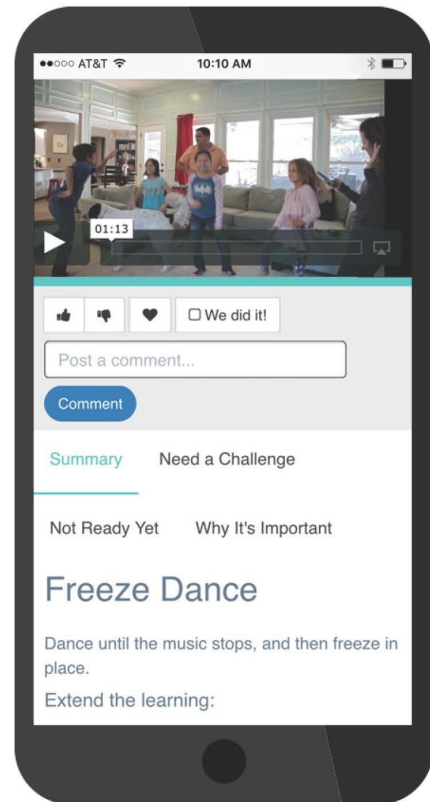 AT&T 10:10 AM
01:13
We did it!
Post a comment...
Comment
Summary Need a Challenge
Not Ready Yet Why It's Important
Freeze Dance
Dance until the music stops, and then freeze in
place.
Extend the learning: